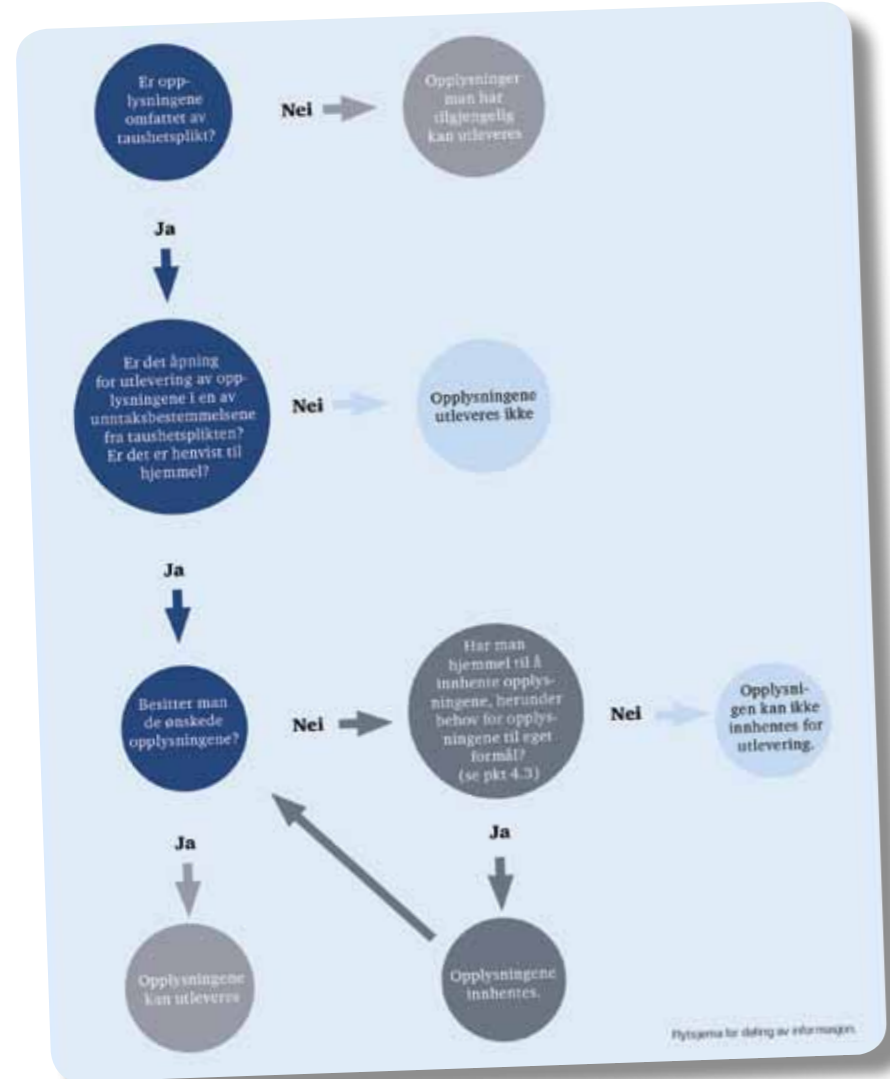 Er opp-
lysningene
omfattet av
taushetsplikt?
Nei
Opplysninger
man har
tilgjengelig
kan utleveres
Ja
Er det åpning
for utlevering av opp-
lysningene i en av
unntaksbestemmelsene
fra taushetsplikten?
Er det er henvist til
hjemmel?
Nei
Opplysningene
utleveres ikke
Ja
Besitter man
de ønskede
opplysningene?
Nei
Har man
hjemmel til å
innhente opplys-
ningene, herunder
behov for opplys-
ningene til eget
formål?
(se pkt 4.3)
Nei
Opplysni-
gen kan ikke
innhentes for
utlevering.
Ja
Opplysningene
kan utleveres
Ja
Opplysningene
innhentes.
Flytsjema for deling av informasjon.